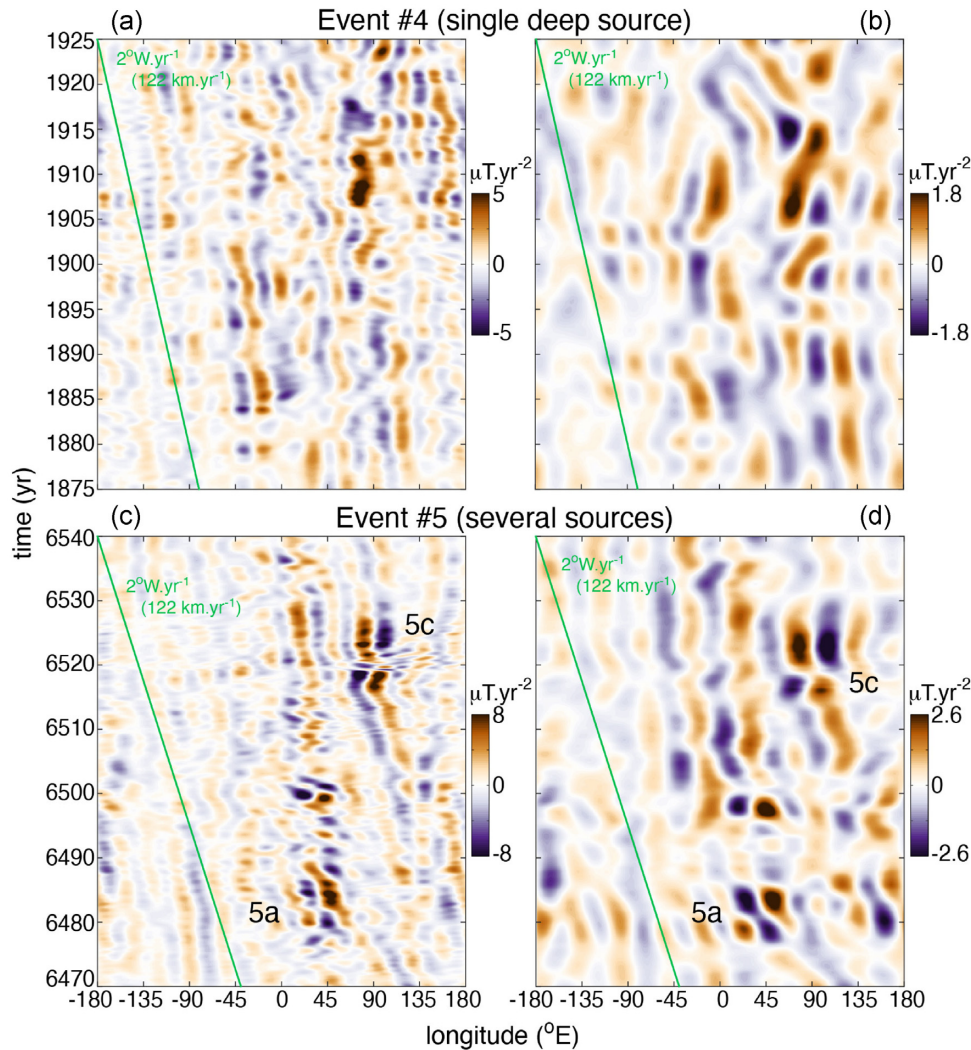 (a) Event #4 (single deep source) (b)
1925
1920
1915
1910
1905
1900
1895
1890
1885
1880
1875
2°W.yr⁻¹
(122 km.yr⁻¹)
μT.yr⁻²
5
0
-5
2°W.yr⁻¹
(122 km.yr⁻¹)
μT.yr⁻²
1.8
0
-1.8
time (yr)
(c) Event #5 (several sources) (d)
6540
6530
6520
6510
6500
6490
6480
6470
2°W.yr⁻¹
(122 km.yr⁻¹)
5c
5a
μT.yr⁻²
8
0
-8
2°W.yr⁻¹
(122 km.yr⁻¹)
5c
5a
μT.yr⁻²
2.6
0
-2.6
-180 -135 -90 -45 0 45 90 135 180
-180 -135 -90 -45 0 45 90 135 180
longitude (°E)